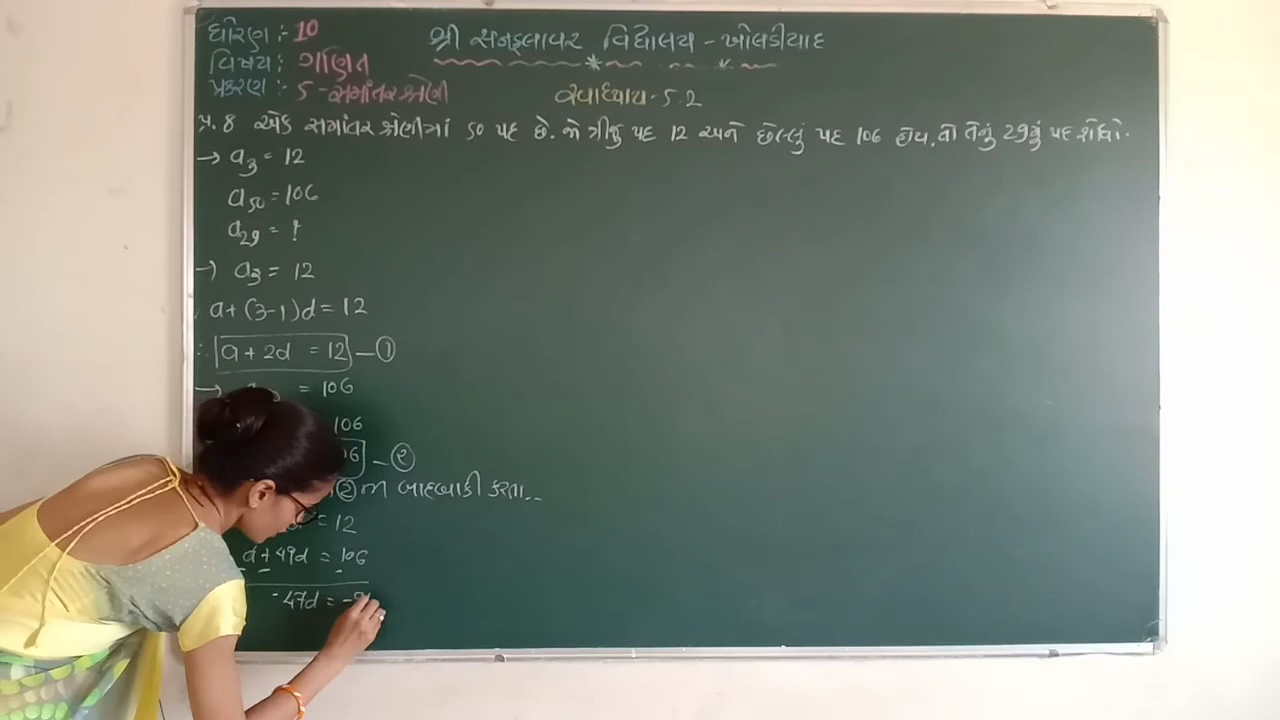 ધોરણ :- 10
શ્રી સનફ્લાવર વિદ્યાલય - ખોલડીયાદ
વિષય : ગણિત
પ્રકરણ :- 5 - સમાંતર શ્રેણી
સ્વાધ્યાય - 5.2
પ્ર. 8 એક સમાંતર શ્રેણીમાં 50 પદ છે. જો ત્રીજુ પદ 12 અને છેલ્લું પદ 106 હોય, તો તેનું 29મું પદ શોધો.
→ a₃ = 12
a₅₀ = 106
a₂₉ = ?
→ a₃ = 12
a + (3-1)d = 12
∴ a + 2d = 12 — ①
→ = 106
106
— ②
② ની બાદબાકી કરતા..
= 12
a + 49d = 106
- - -
-47d = -9